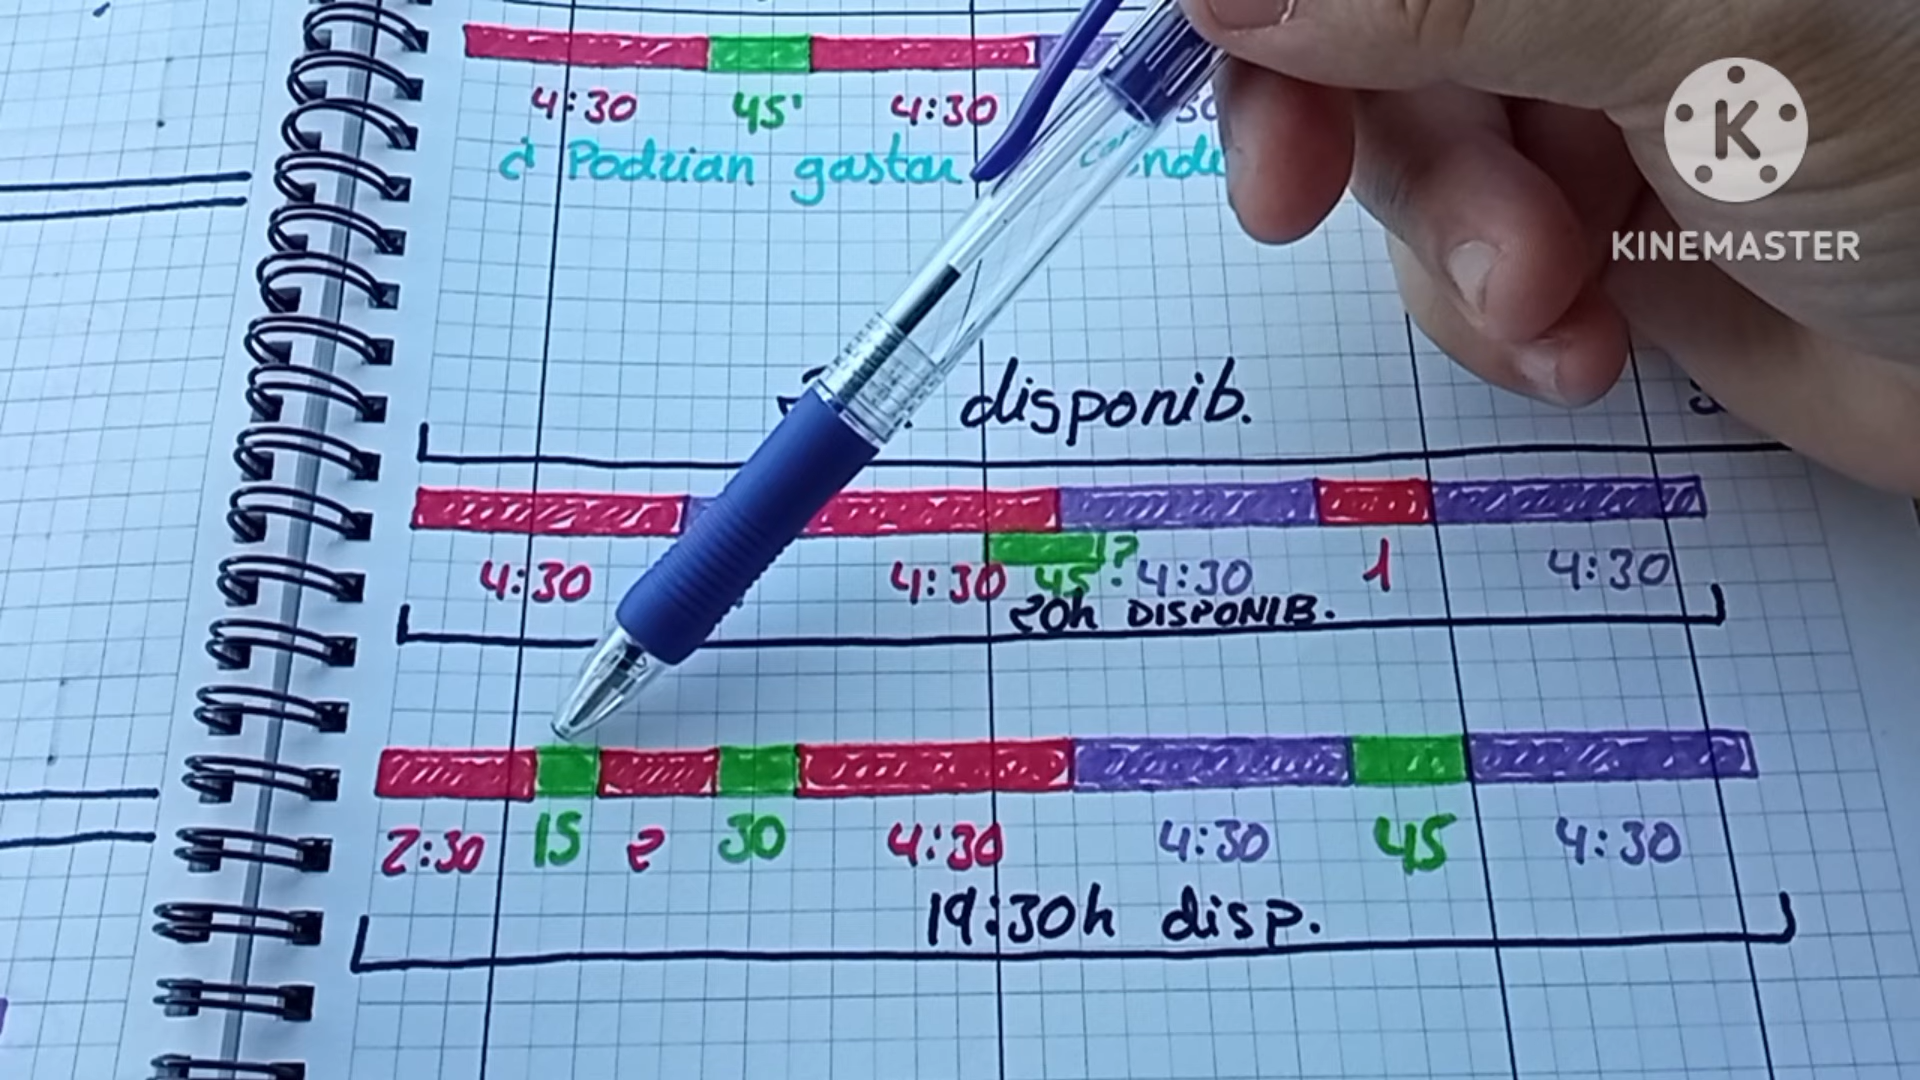 4:30 45' 4:30
Podrian gastar
disponib.
4:30 4:30 45? 4:30 1 4:30
20h DISPONIB.
2:30 15 2 30 4:30 4:30 45 4:30
19:30h disp.
K
KINEMASTER